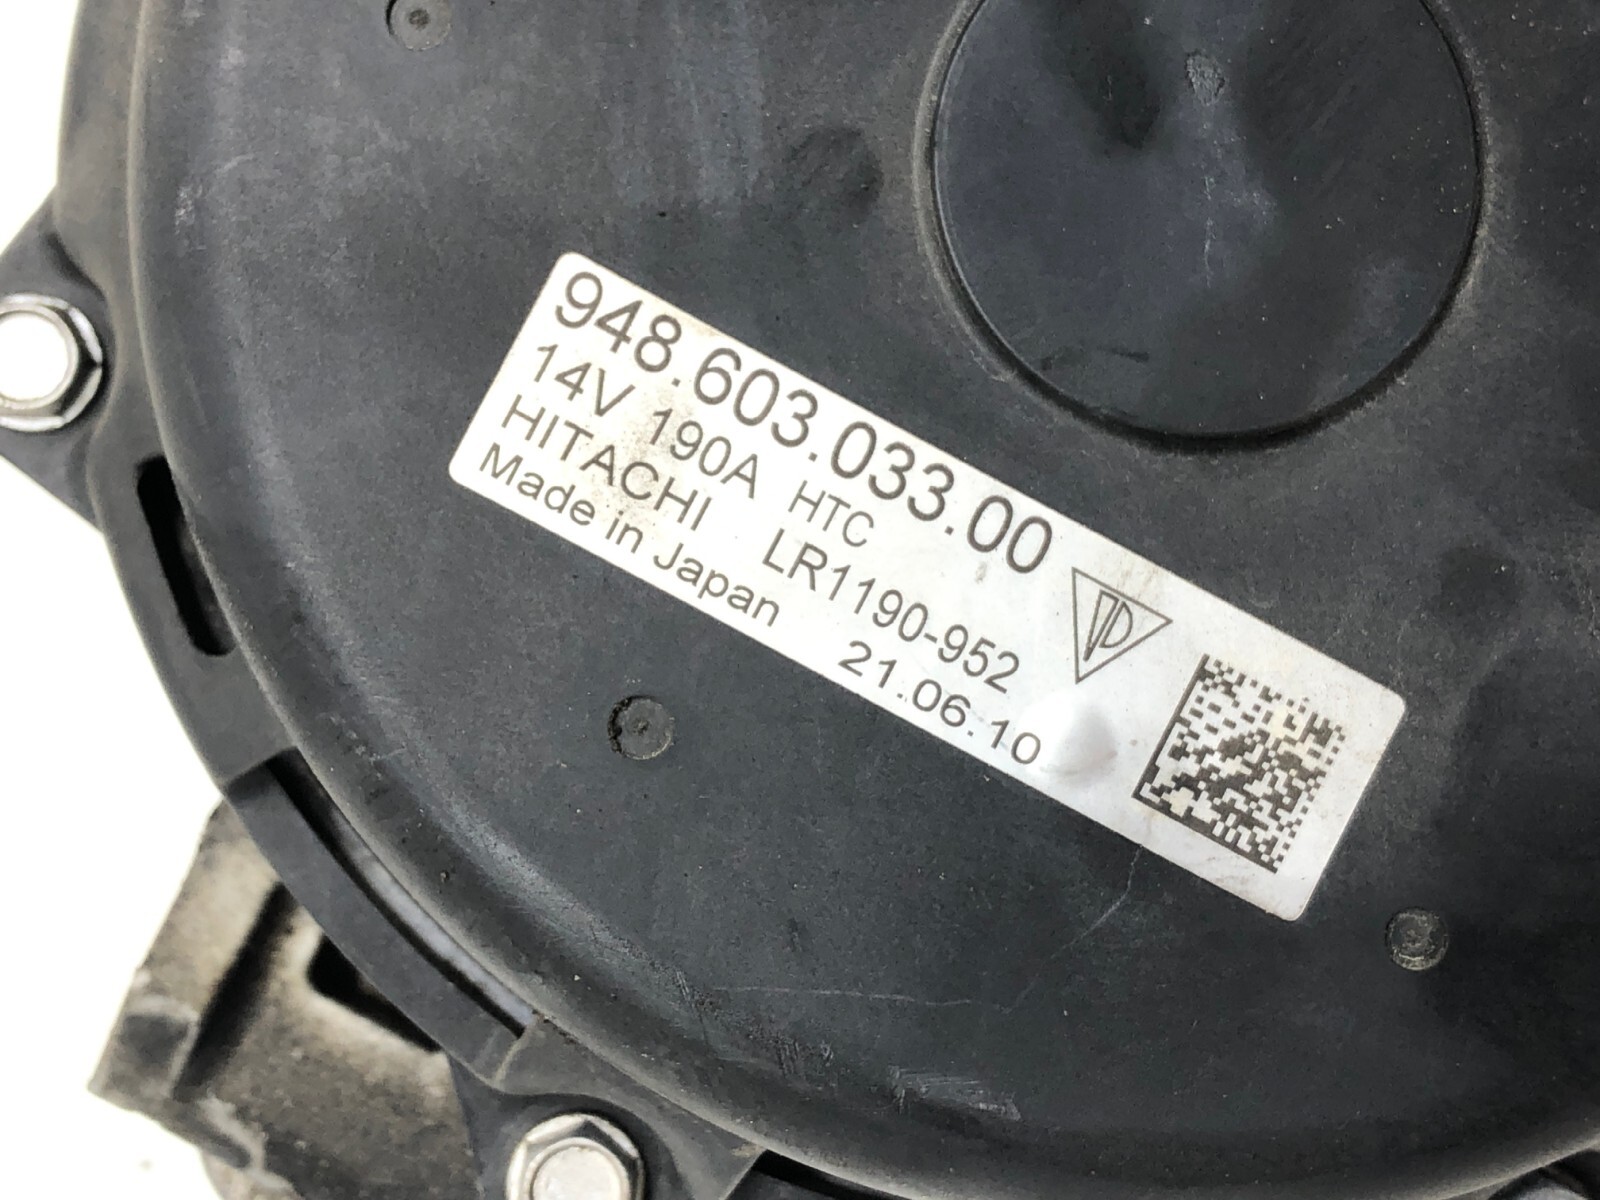 948.603.033.00
14V 190A HTC
HITACHI LR1190-952
Made in Japan 21.06.10